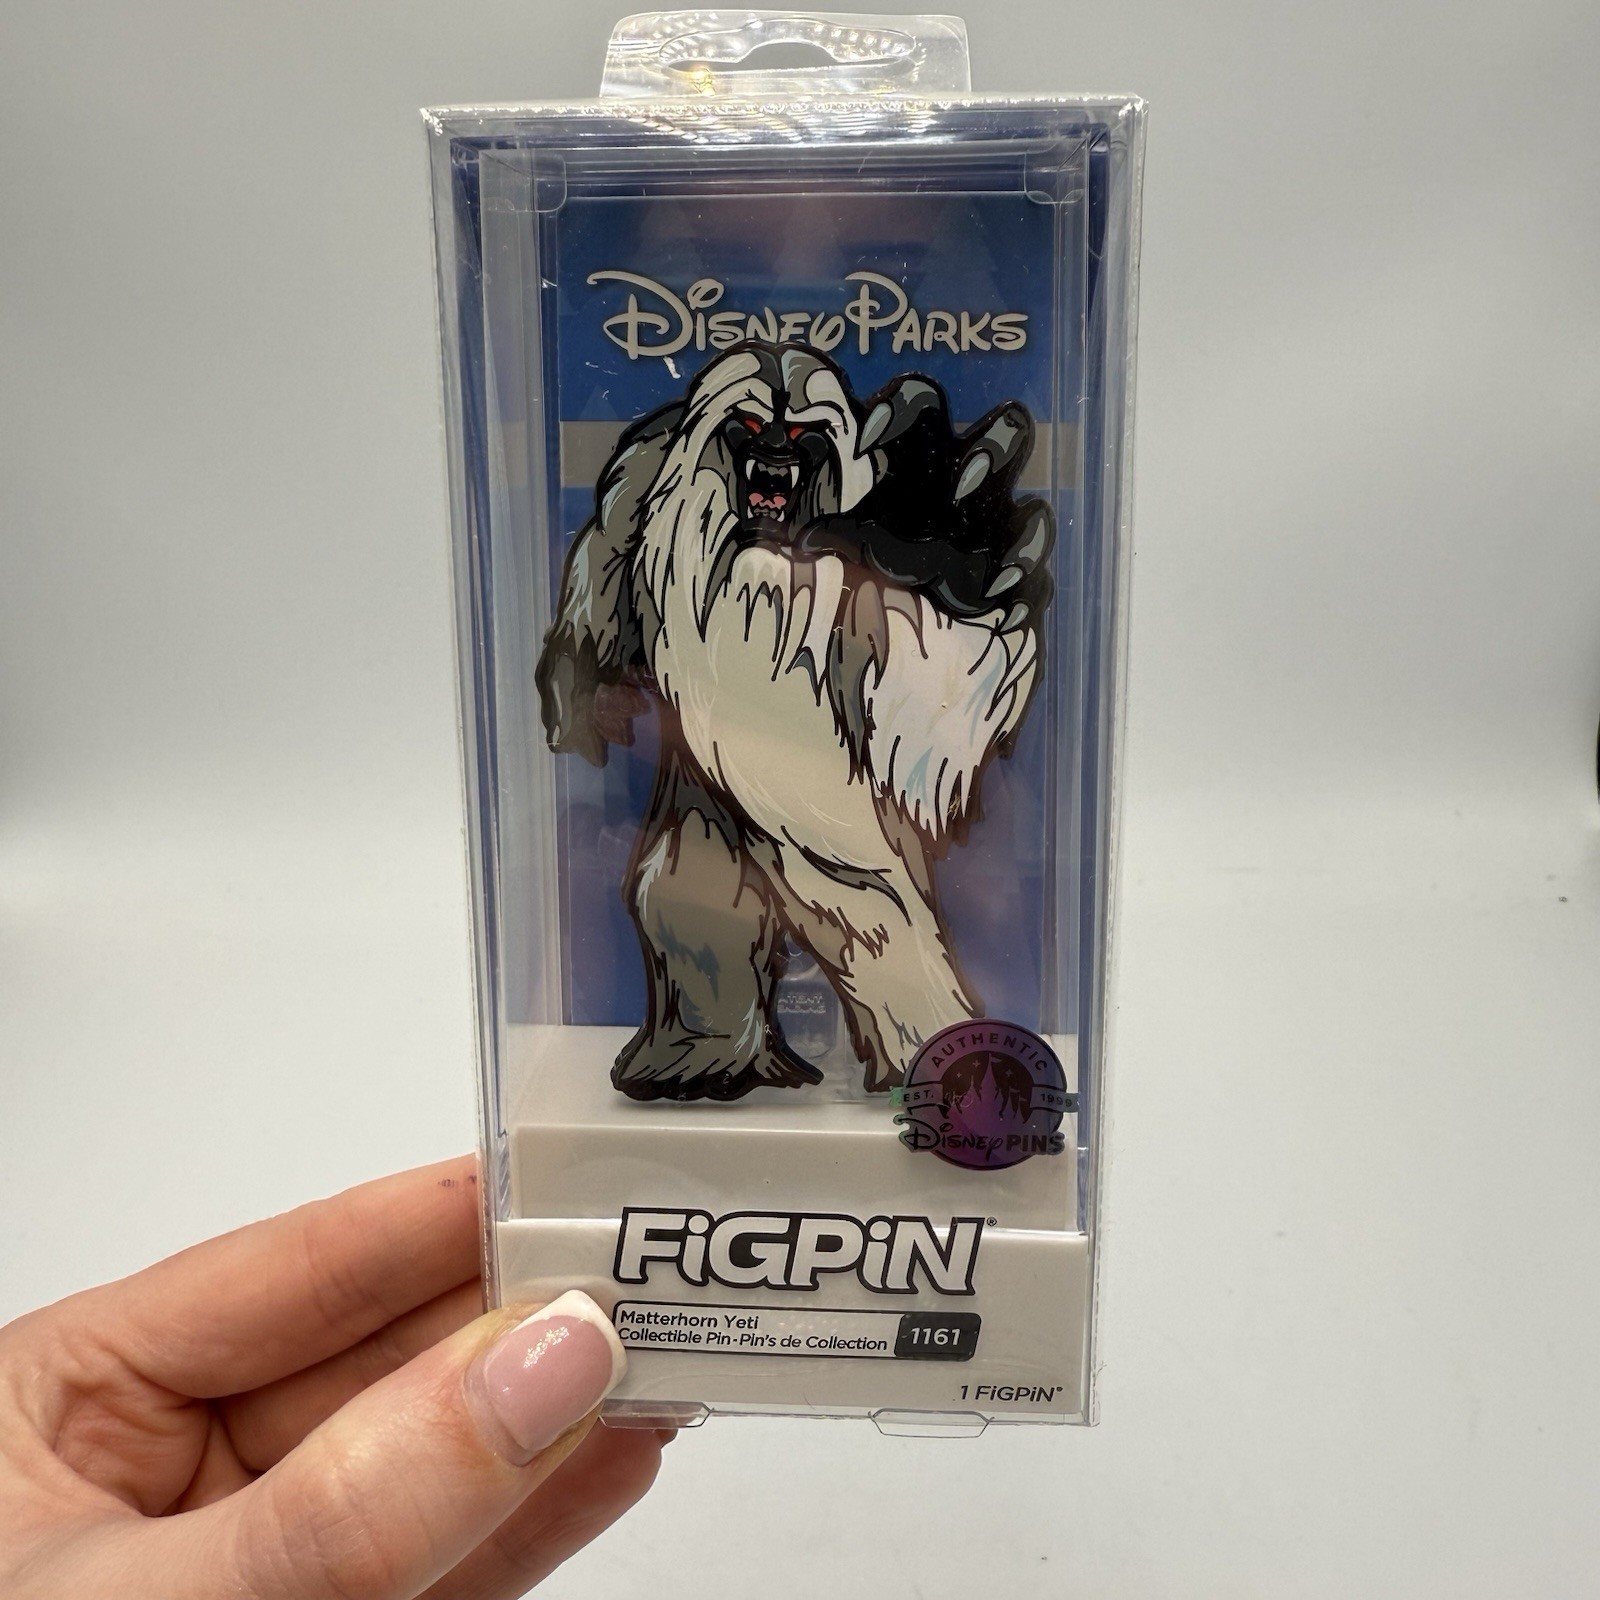 Disney Parks
AUTHENTIC
EST. 1999
Disney PINS
FiGPiN®
Matterhorn Yeti
Collectible Pin-Pin's de Collection
1161
1 FiGPiN®